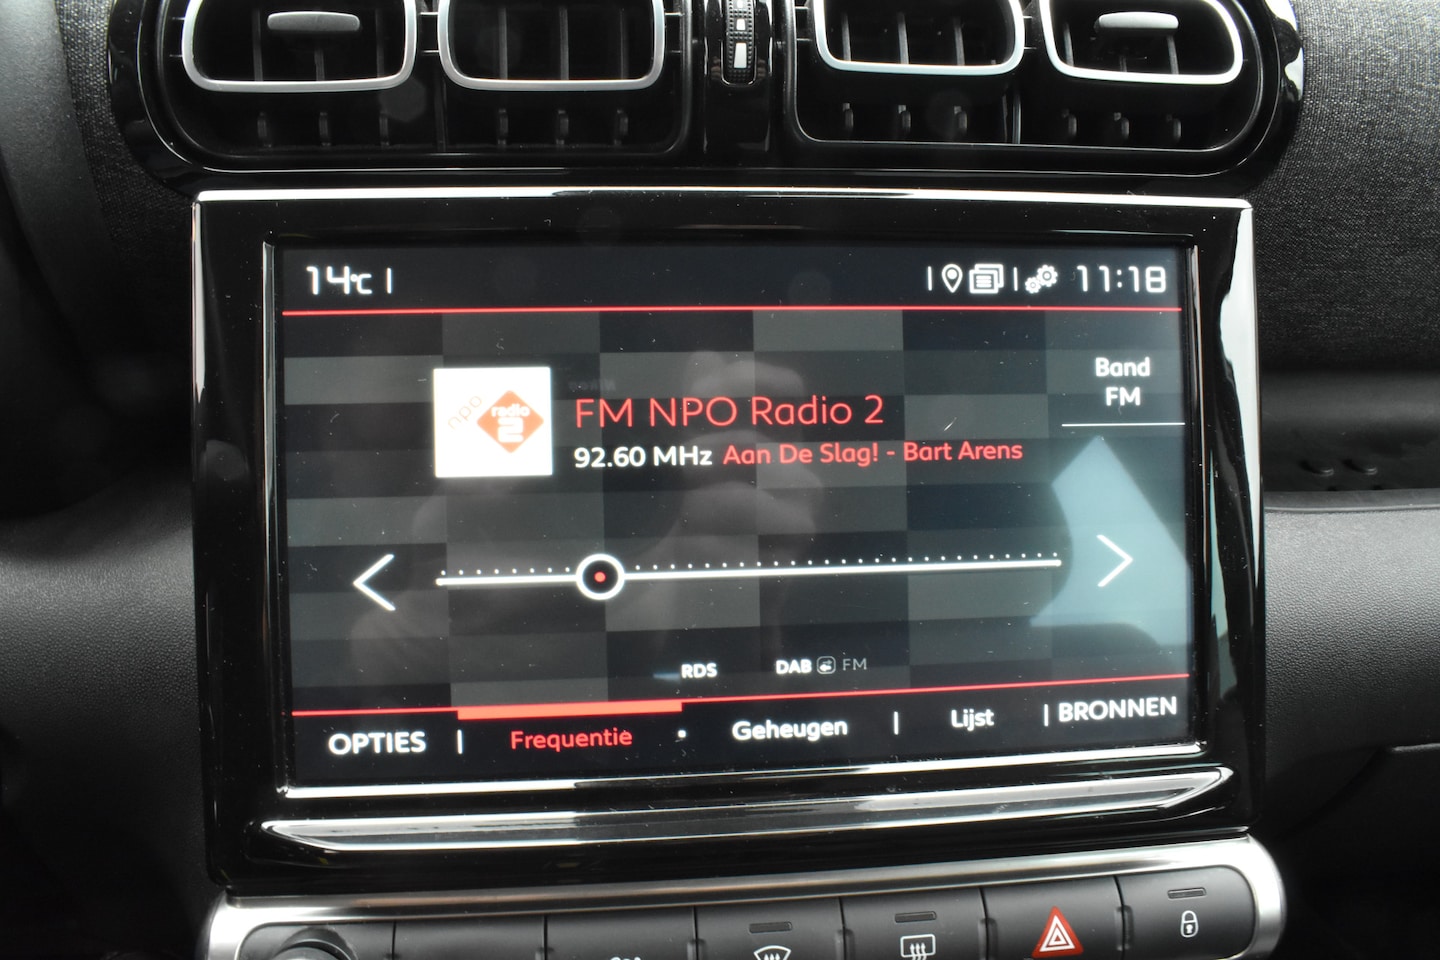 14°C
11:18
Band
FM
npo
radio
2
FM NPO Radio 2
92.60 MHz Aan De Slag! - Bart Arens
RDS
DAB FM
OPTIES Frequentie Geheugen Lijst BRONNEN